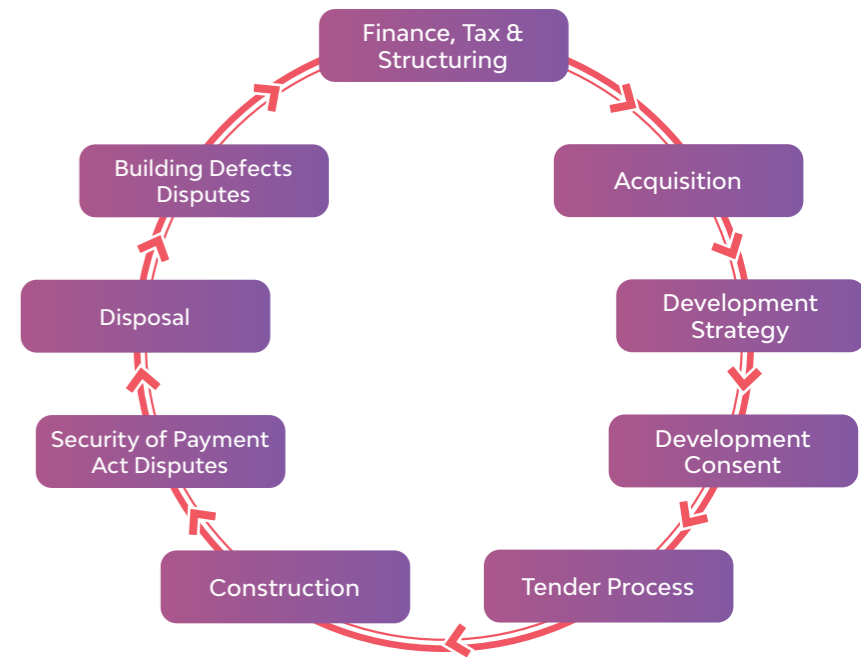 Finance, Tax &
Structuring
Acquisition
Development
Strategy
Development
Consent
Tender Process
Construction
Security of Payment
Act Disputes
Disposal
Building Defects
Disputes